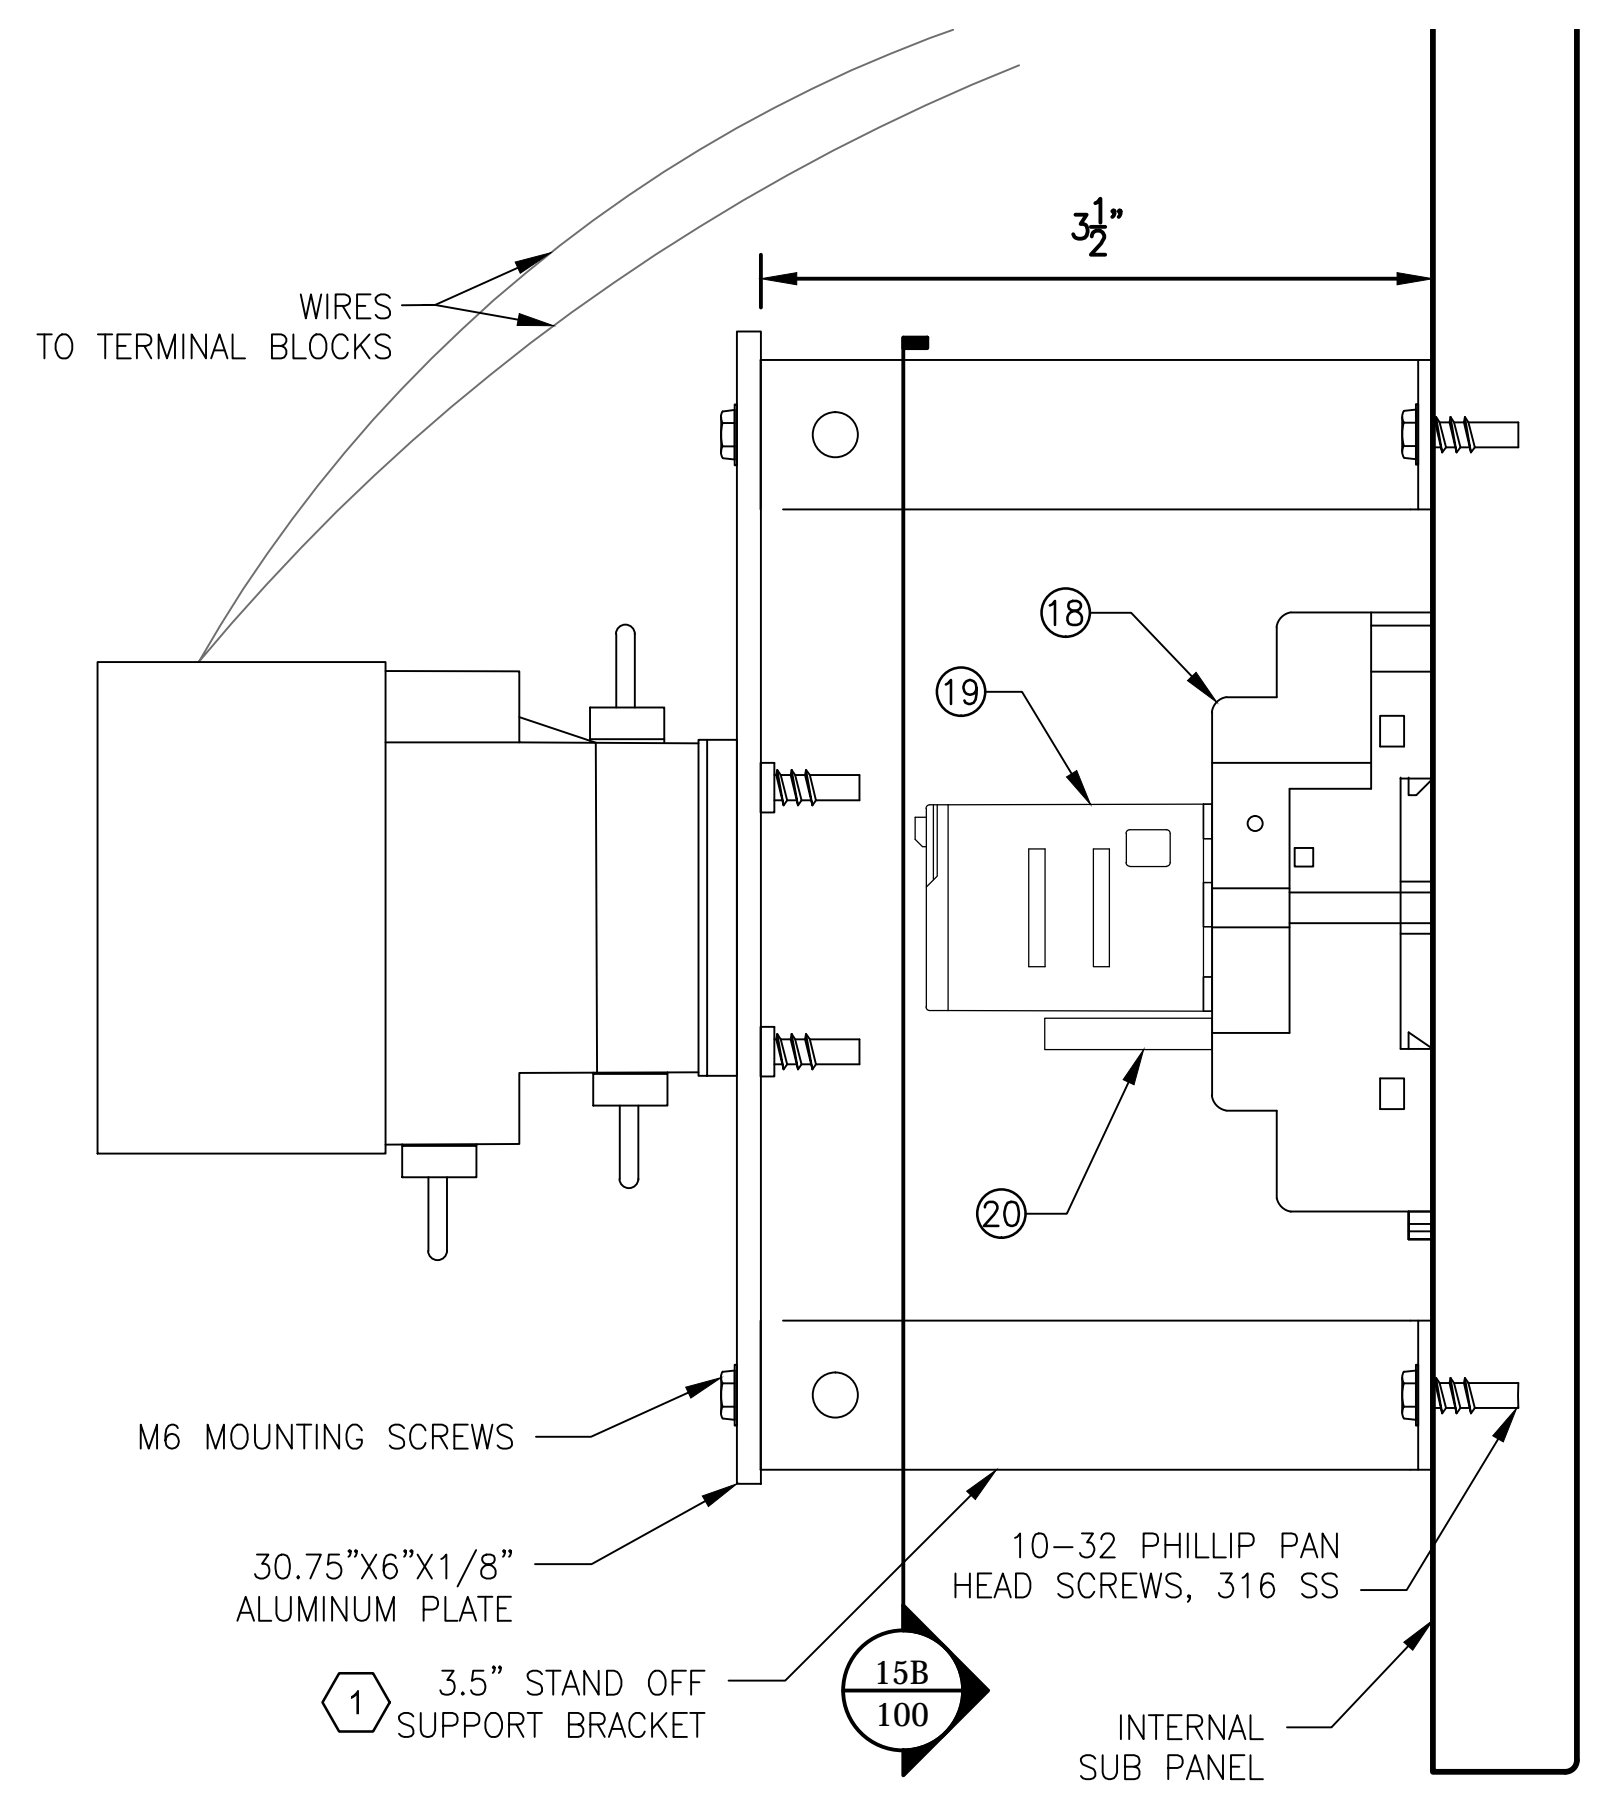 3 1/2”
WIRES
TO TERMINAL BLOCKS
18
19
20
M6 MOUNTING SCREWS
30.75”X6”X1/8”
ALUMINUM PLATE
10-32 PHILLIP PAN
HEAD SCREWS, 316 SS
1
3.5” STAND OFF
SUPPORT BRACKET
15B
100
INTERNAL
SUB PANEL